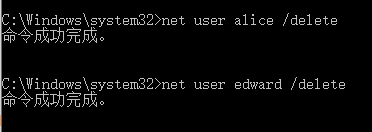 C:\Windows\system32>net user alice /delete
命令成功完成。
C:\Windows\system32>net user edward /delete
命令成功完成。